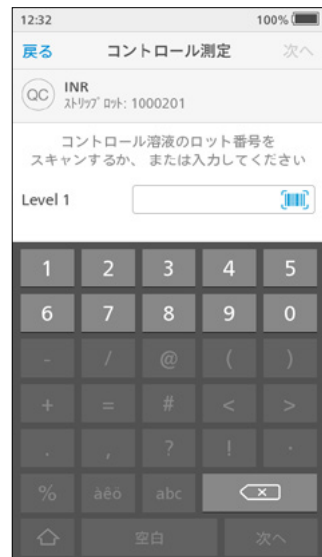 12:32 100%
戻る コントロール測定 次へ
QC INR
ｽﾄﾘｯﾌﾟ ﾛｯﾄ: 1000201
コントロール溶液のロット番号を
スキャンするか、 または入力してください
Level 1
1 2 3 4 5
6 7 8 9 0
- / @ ( )
+ = # < >
. , ? ! ·
% àêö abc
空白 次へ